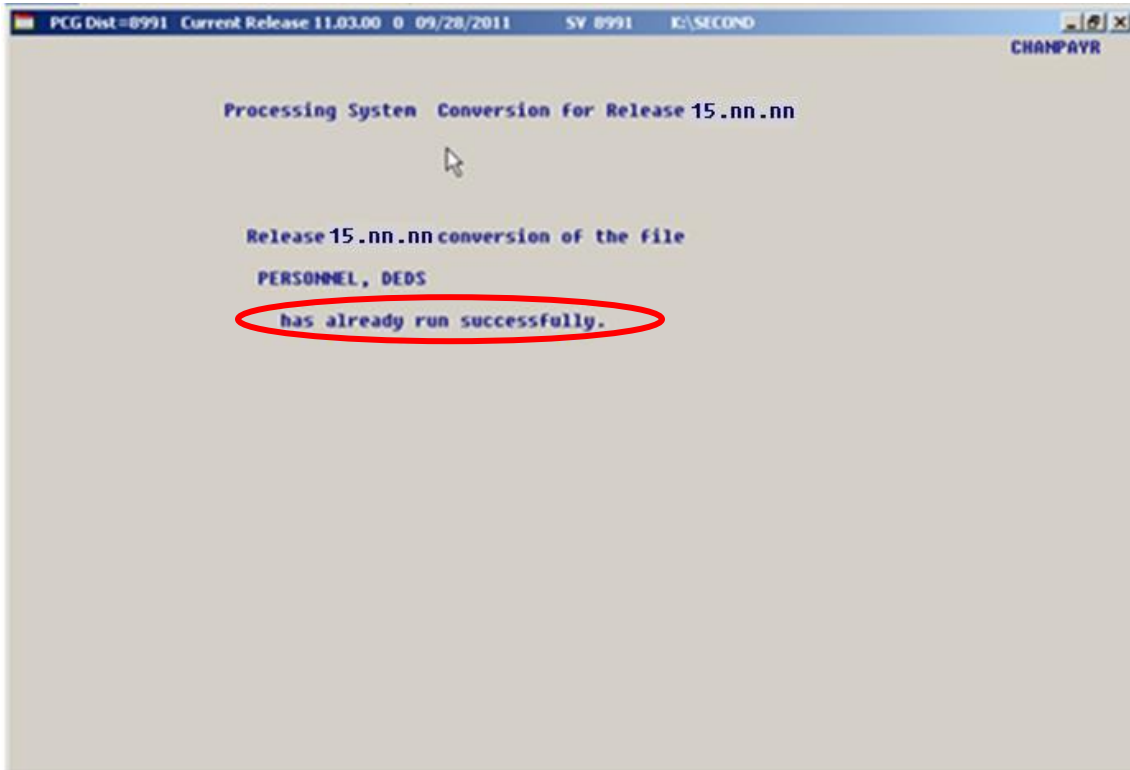 PCG Dist=8991 Current Release 11.03.00 0 09/28/2011 SV 8991 K:\SECOND
CHANPAYR
Processing System Conversion for Release 15.nn.nn
Release 15.nn.nn conversion of the file
PERSONNEL, DEDS
has already run successfully.